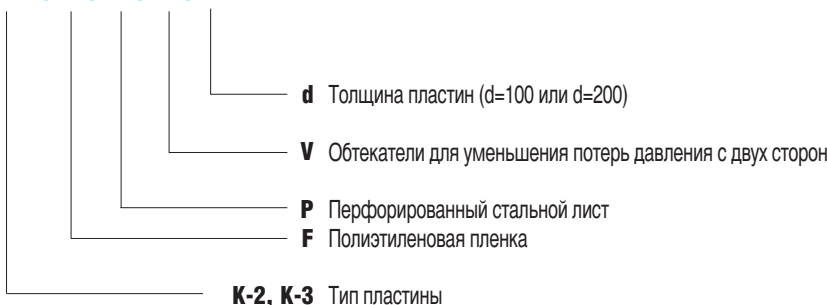 d Толщина пластин (d=100 или d=200)
V Обтекатели для уменьшения потерь давления с двух сторон
P Перфорированный стальной лист
F Полиэтиленовая пленка
K-2, K-3 Тип пластины